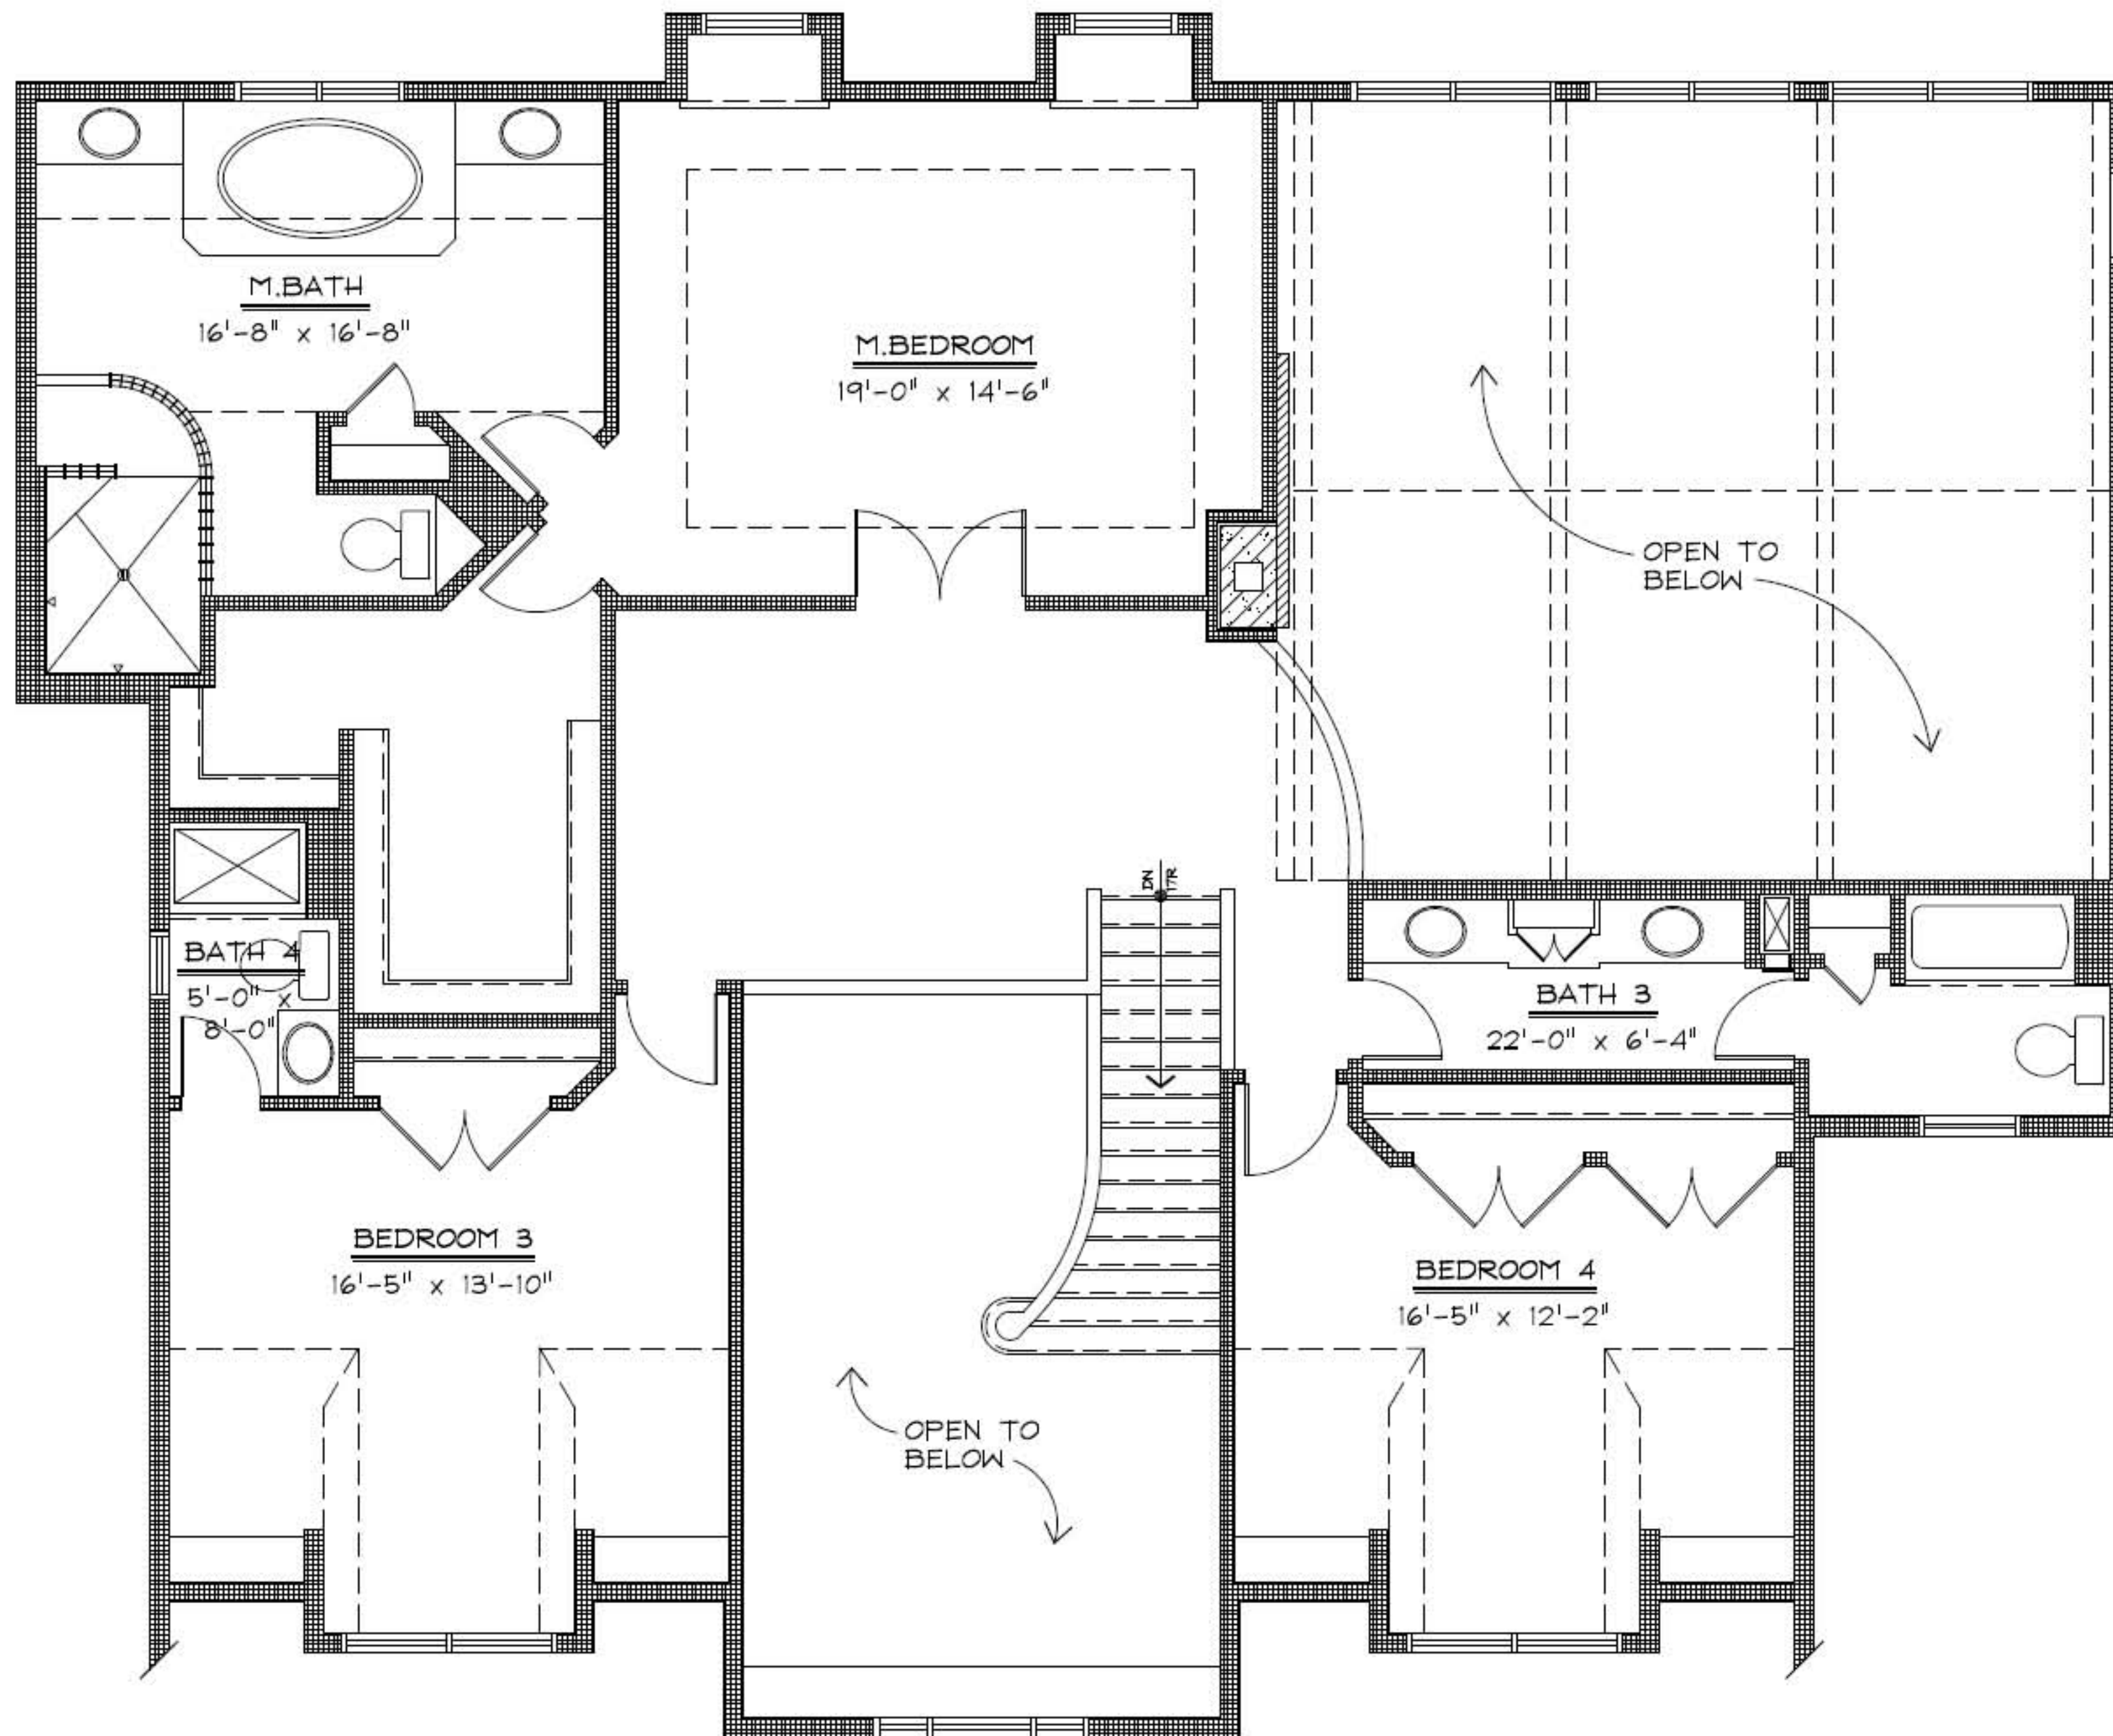 M.BATH
16'-8" x 16'-8"
M.BEDROOM
19'-0" x 14'-6"
OPEN TO
BELOW
DN
17R
BATH 4
5'-0" x
8'-0"
BATH 3
22'-0" x 6'-4"
BEDROOM 3
16'-5" x 13'-10"
BEDROOM 4
16'-5" x 12'-2"
OPEN TO
BELOW